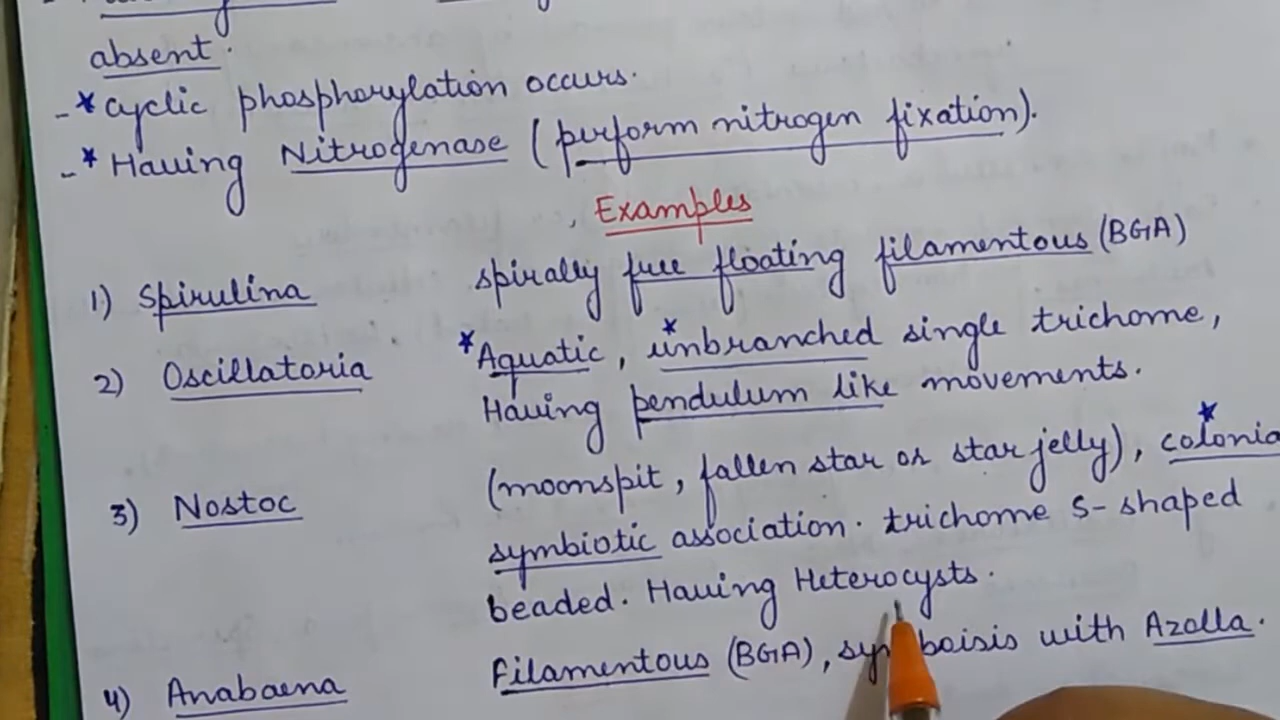 absent.
-* cyclic phosphorylation occurs.
-* Having Nitrogenase (perform nitrogen fixation).
Examples
1) Spirulina spirally free floating filamentous (BGA)
2) Oscillatoria *Aquatic, *unbranched single trichome,
Having pendulum like movements.
3) Nostoc (moonspit, fallen star or star jelly), *colonia
symbiotic association. trichome S-shaped
beaded. Having Heterocysts.
4) Anabaena Filamentous (BGA), with Azolla.